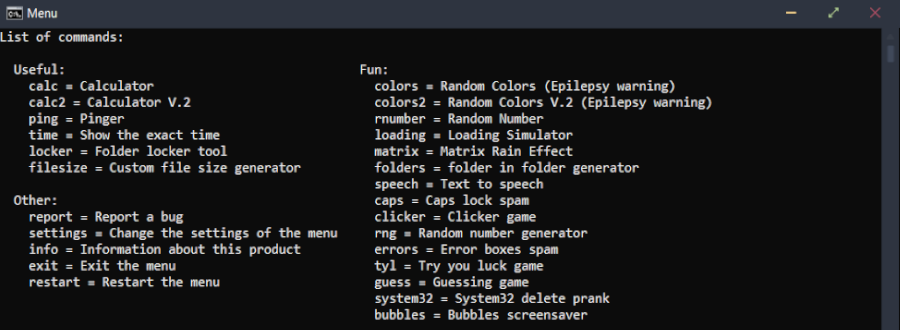 Menu
List of commands:
Useful:
calc = Calculator
calc2 = Calculator V.2
ping = Pinger
time = Show the exact time
locker = Folder locker tool
filesize = Custom file size generator
Other:
report = Report a bug
settings = Change the settings of the menu
info = Information about this product
exit = Exit the menu
restart = Restart the menu
Fun:
colors = Random Colors (Epilepsy warning)
colors2 = Random Colors V.2 (Epilepsy warning)
rnumber = Random Number
loading = Loading Simulator
matrix = Matrix Rain Effect
folders = folder in folder generator
speech = Text to speech
caps = Caps lock spam
clicker = Clicker game
rng = Random number generator
errors = Error boxes spam
tyl = Try you luck game
guess = Guessing game
system32 = System32 delete prank
bubbles = Bubbles screensaver